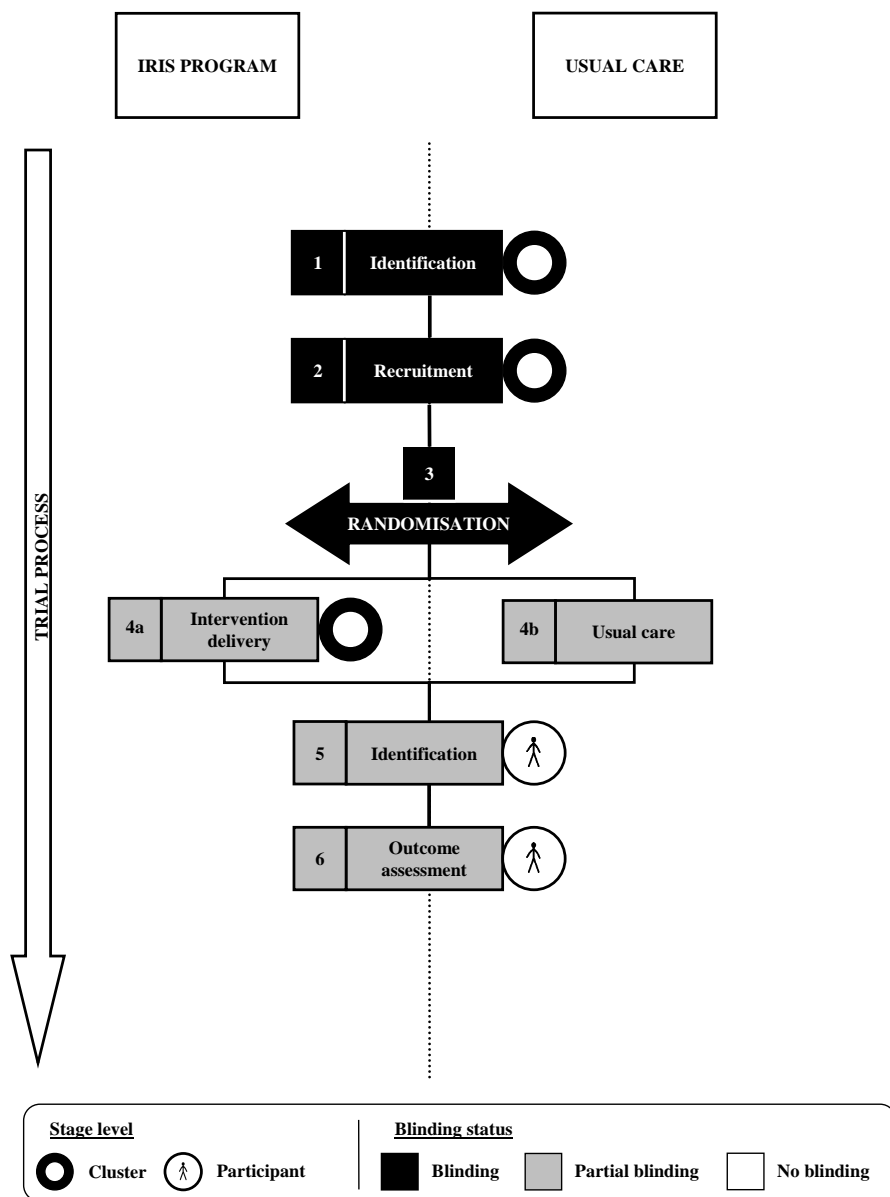 IRIS PROGRAM
USUAL CARE
TRIAL PROCESS
1
Identification
2
Recruitment
3
RANDOMISATION
4a
Intervention
delivery
4b
Usual care
5
Identification
6
Outcome
assessment
Stage level
Cluster
Participant
Blinding status
Blinding
Partial blinding
No blinding